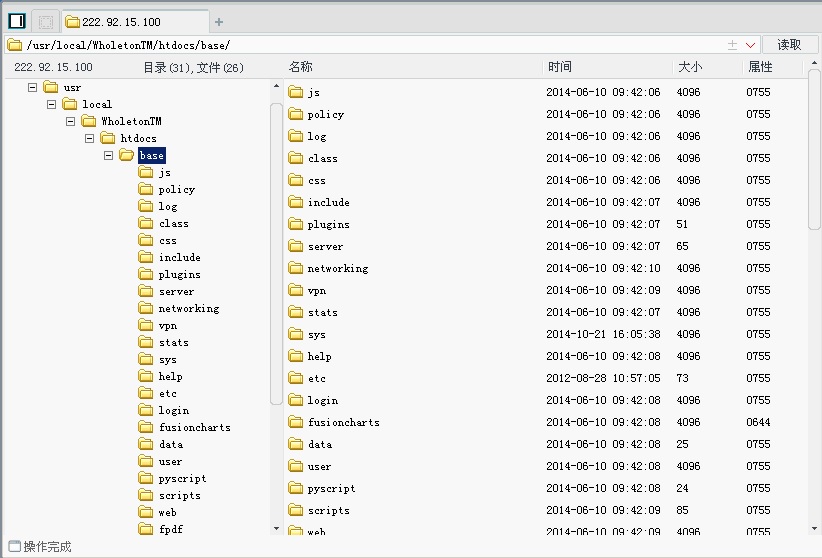 222.92.15.100
+
/usr/local/WholetonTM/htdocs/base/ 读取
222.92.15.100 目录(31),文件(26) 名称 时间 大小 属性
usr
local
WholetonTM
htdocs
base
js
policy
log
class
css
include
plugins
server
networking
vpn
stats
sys
help
etc
login
fusioncharts
data
user
pyscript
scripts
web
fpdf
js 2014-06-10 09:42:06 4096 0755
policy 2014-06-10 09:42:06 4096 0755
log 2014-06-10 09:42:06 4096 0755
class 2014-06-10 09:42:06 4096 0755
css 2014-06-10 09:42:06 4096 0755
include 2014-06-10 09:42:07 4096 0755
plugins 2014-06-10 09:42:07 51 0755
server 2014-06-10 09:42:07 65 0755
networking 2014-06-10 09:42:10 4096 0755
vpn 2014-06-10 09:42:09 4096 0755
stats 2014-06-10 09:42:07 4096 0755
sys 2014-10-21 16:05:38 4096 0755
help 2014-06-10 09:42:08 4096 0755
etc 2012-08-28 10:57:05 73 0755
login 2014-06-10 09:42:08 4096 0755
fusioncharts 2014-06-10 09:42:08 4096 0644
data 2014-06-10 09:42:08 25 0755
user 2014-06-10 09:42:08 4096 0755
pyscript 2014-06-10 09:42:08 24 0755
scripts 2014-06-10 09:42:09 85 0755
web 2014-06-10 09:42:09 4096 0755
操作完成